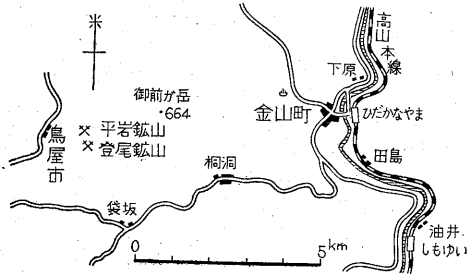 米
高山本線
下原
御前が岳
・664
金山町
ひだかなやま
鳥屋市
平岩鉱山
登尾鉱山
桐洞
田島
袋坂
油井
しもゆい
0
5km